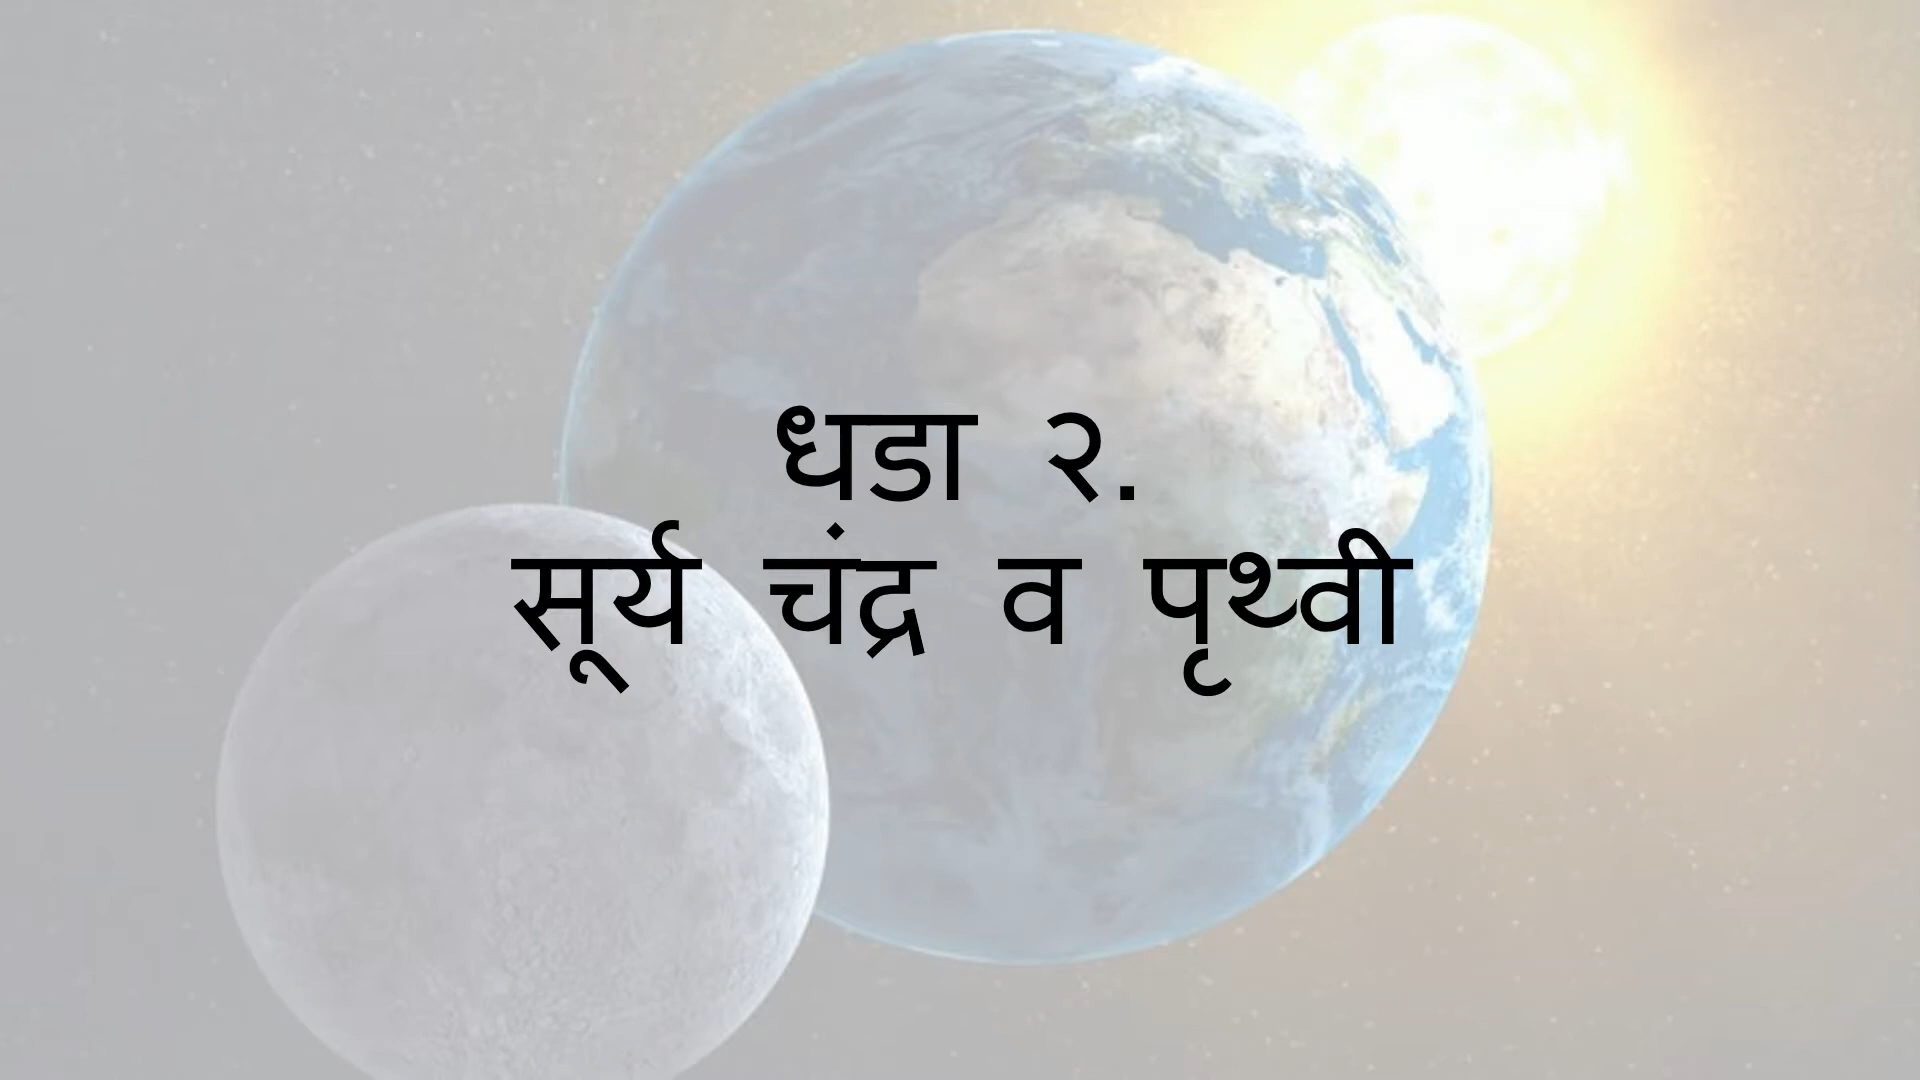 धडा २.
सूर्य चंद्र व पृथ्वी